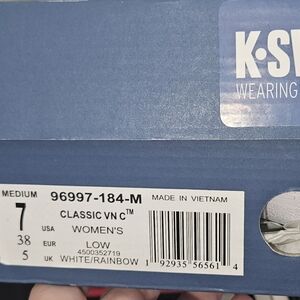 K·SW
WEARING
MEDIUM 96997-184-M MADE IN VIETNAM
7 USA CLASSIC VN C™
38 EUR WOMEN'S
5 UK LOW
4500352719
WHITE/RAINBOW
1 92935 56561 4